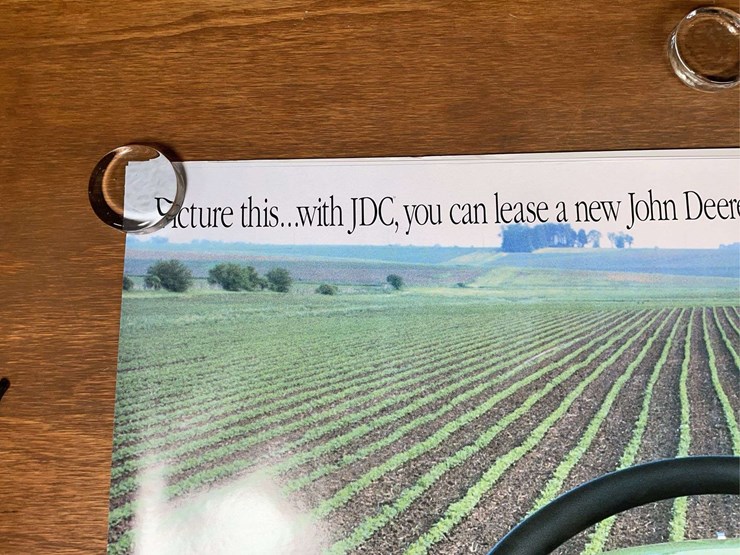 Picture this...with JDC, you can lease a new John Deere